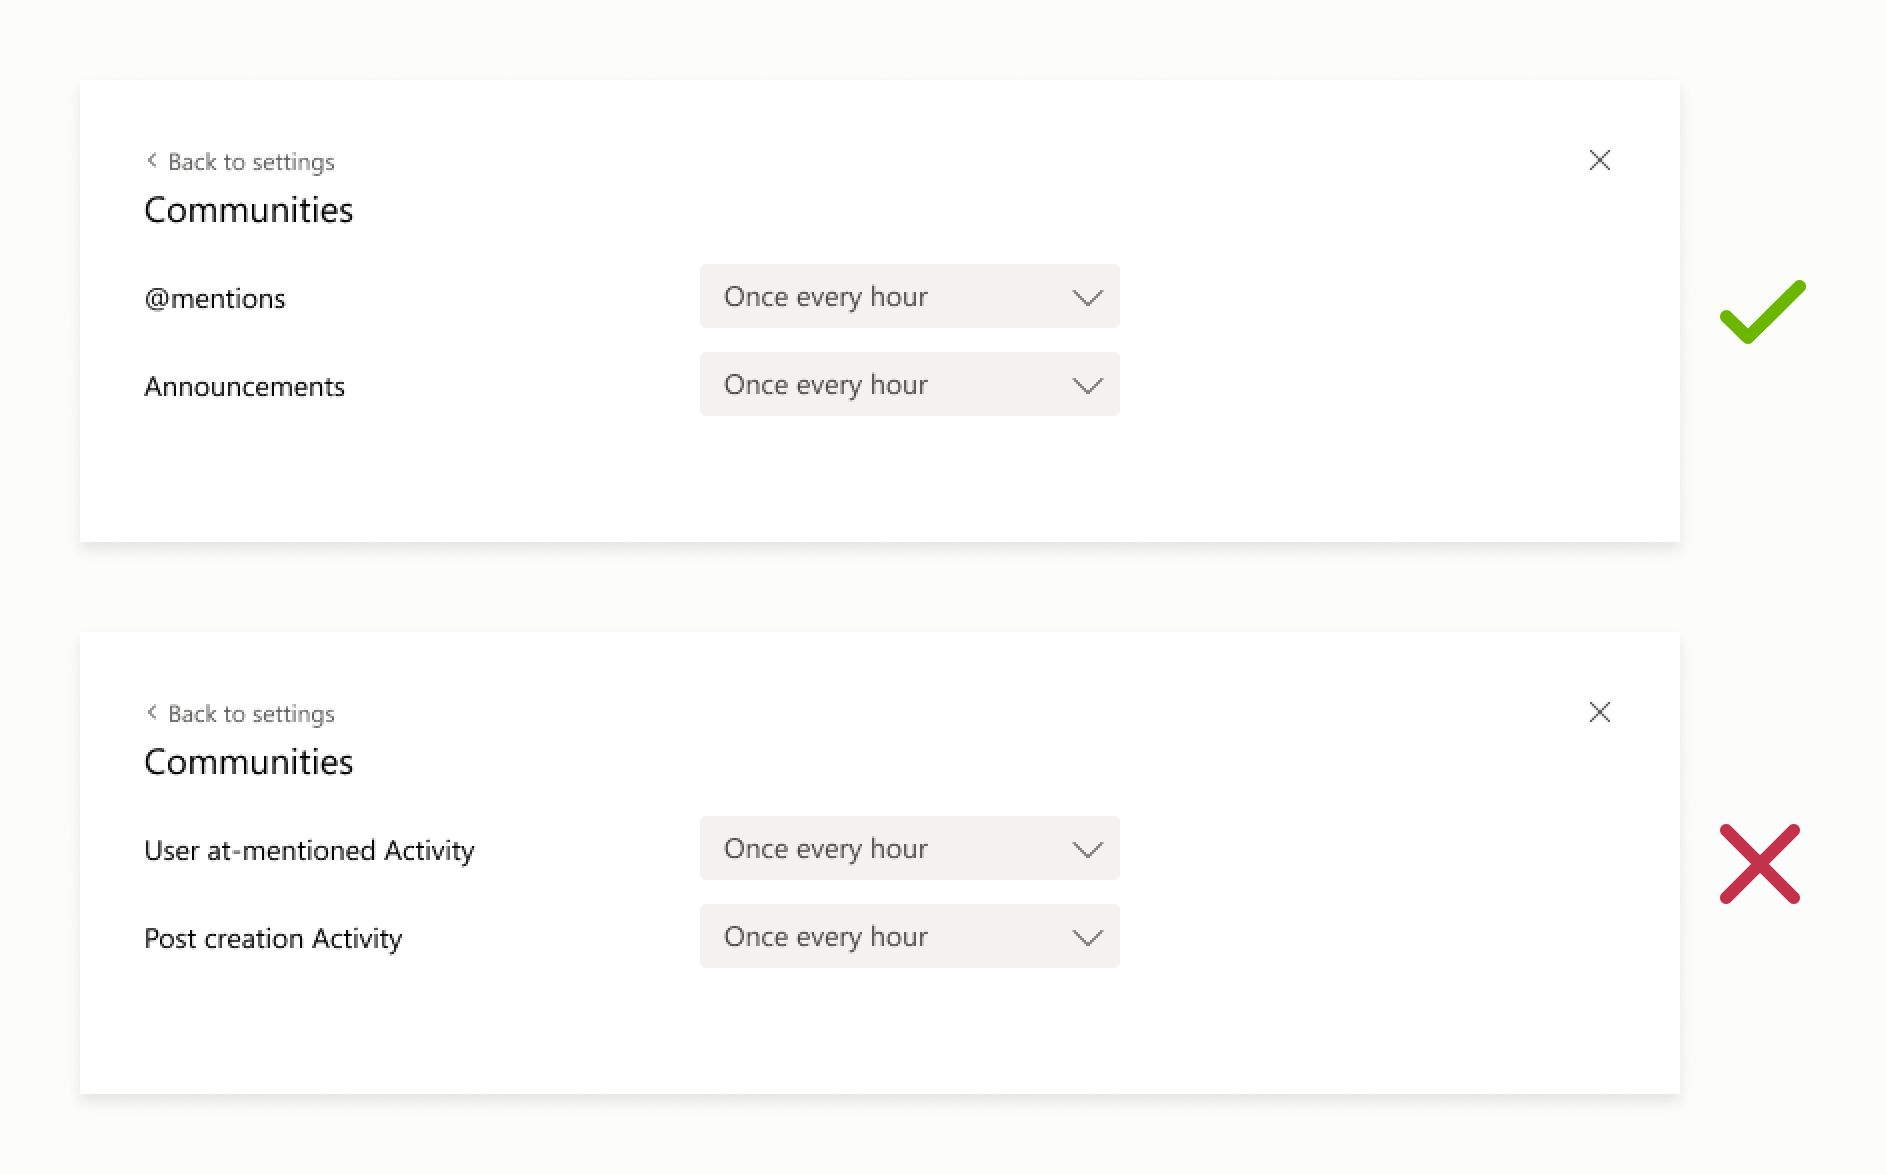 Back to settings
Communities
@mentions
Once every hour
Announcements
Once every hour
Back to settings
Communities
User at-mentioned Activity
Once every hour
Post creation Activity
Once every hour